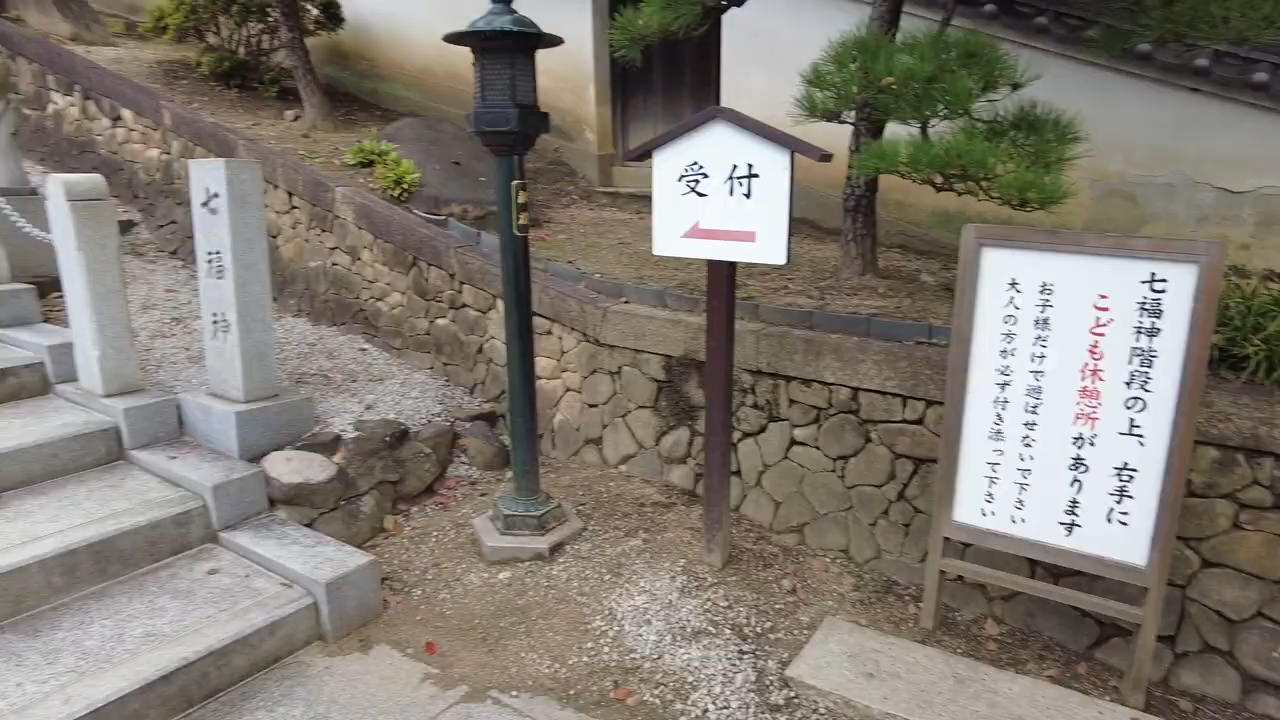 七福神
受付
七福神階段の上、右手に
こども休憩所があります
お子様だけで遊ばせないで下さい
大人の方が必ず付き添って下さい